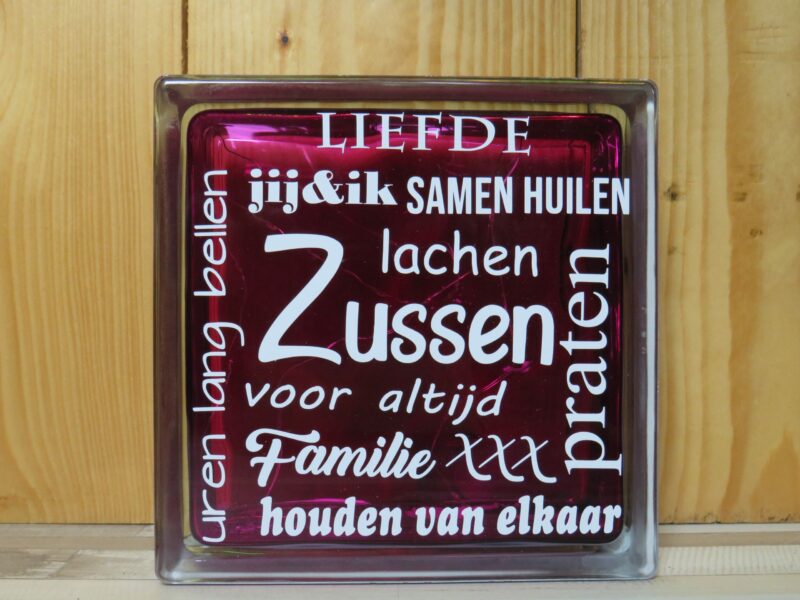 LIEFDE
jij&ik SAMEN HUILEN
uren lang bellen
lachen
Zussen
praten
voor altijd
Familie XXX
houden van elkaar